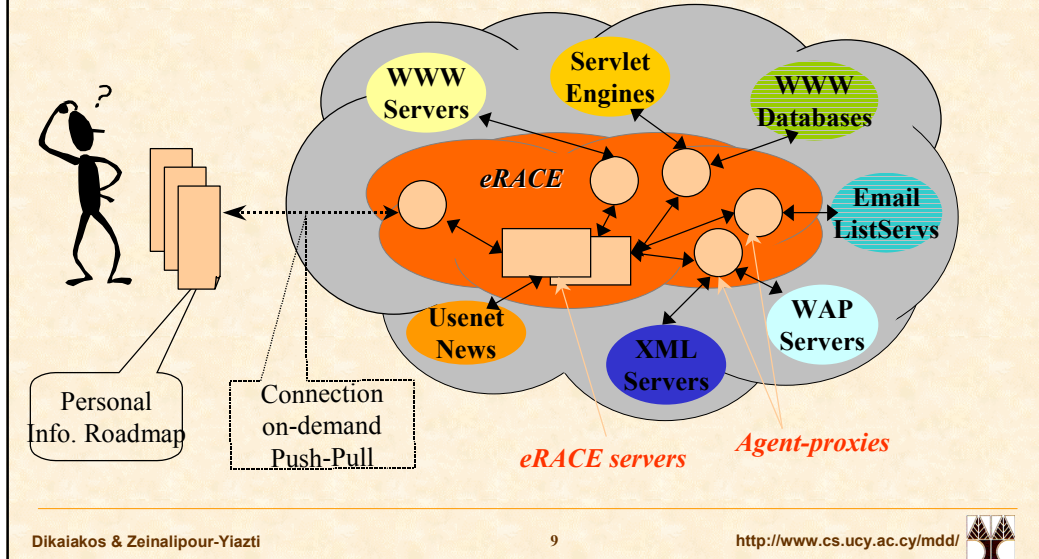 ?
WWW
Servers
Servlet
Engines
WWW
Databases
eRACE
Email
ListServs
Usenet
News
XML
Servers
WAP
Servers
Personal
Info. Roadmap
Connection
on-demand
Push-Pull
eRACE servers
Agent-proxies
Dikaiakos & Zeinalipour-Yiazti
9
http://www.cs.ucy.ac.cy/mdd/